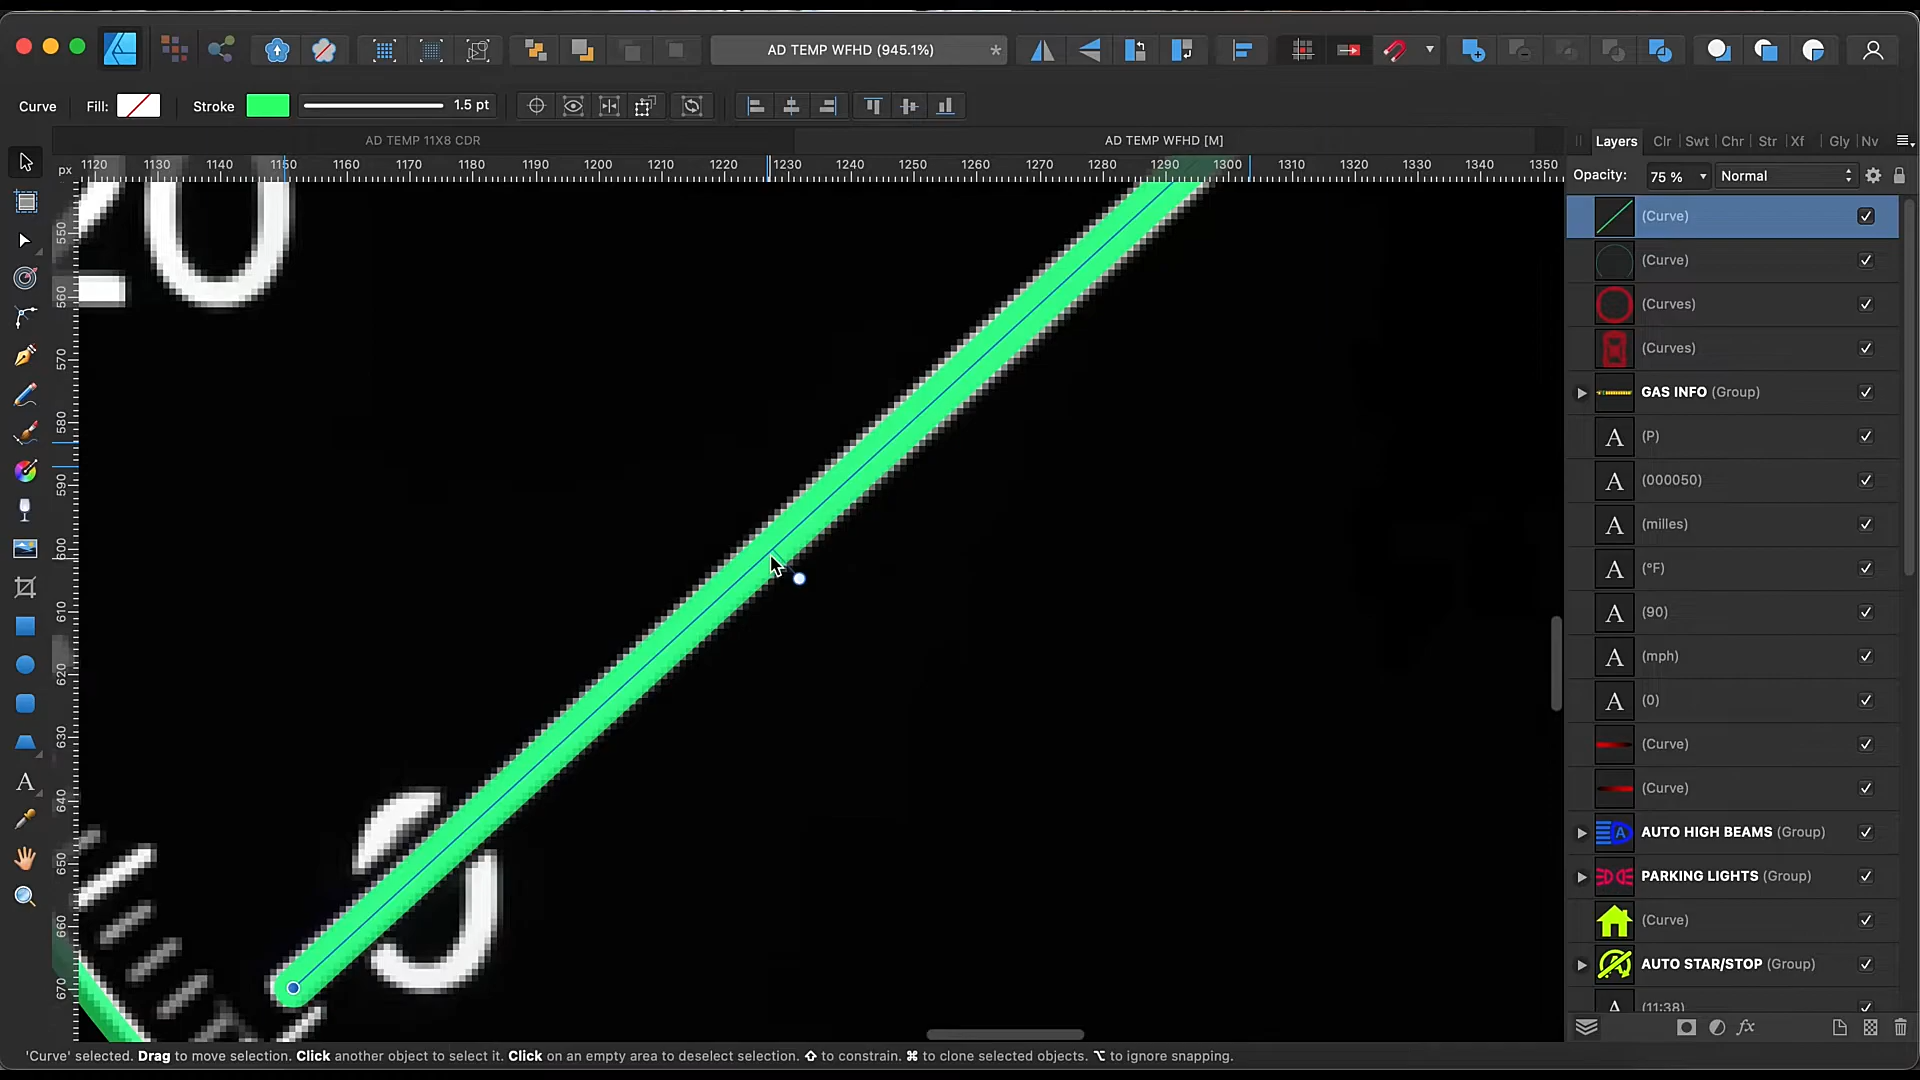 AD TEMP WFHD (945.1%)
*
Curve
Fill:
Stroke
1.5 pt
AD TEMP 11X8 CDR
AD TEMP WFHD [M]
Layers
Clr
Swt
Chr
Str
Xf
Gly
Nv
px
1120
1130
1140
1150
1160
1170
1180
1190
1200
1210
1220
1230
1240
1250
1260
1270
1280
1290
1300
1310
1320
1330
1340
1350
Opacity:
75 %
Normal
550
560
570
580
590
600
610
620
630
640
650
660
670
(Curve)
(Curve)
(Curves)
(Curves)
GAS INFO (Group)
A (P)
A (000050)
A (milles)
A (°F)
A (90)
A (mph)
A (0)
(Curve)
(Curve)
AUTO HIGH BEAMS (Group)
PARKING LIGHTS (Group)
(Curve)
AUTO STAR/STOP (Group)
A (11:38)
fx
'Curve' selected. Drag to move selection. Click another object to select it. Click on an empty area to deselect selection. ⇧ to constrain. ⌘ to clone selected objects. ⌥ to ignore snapping.